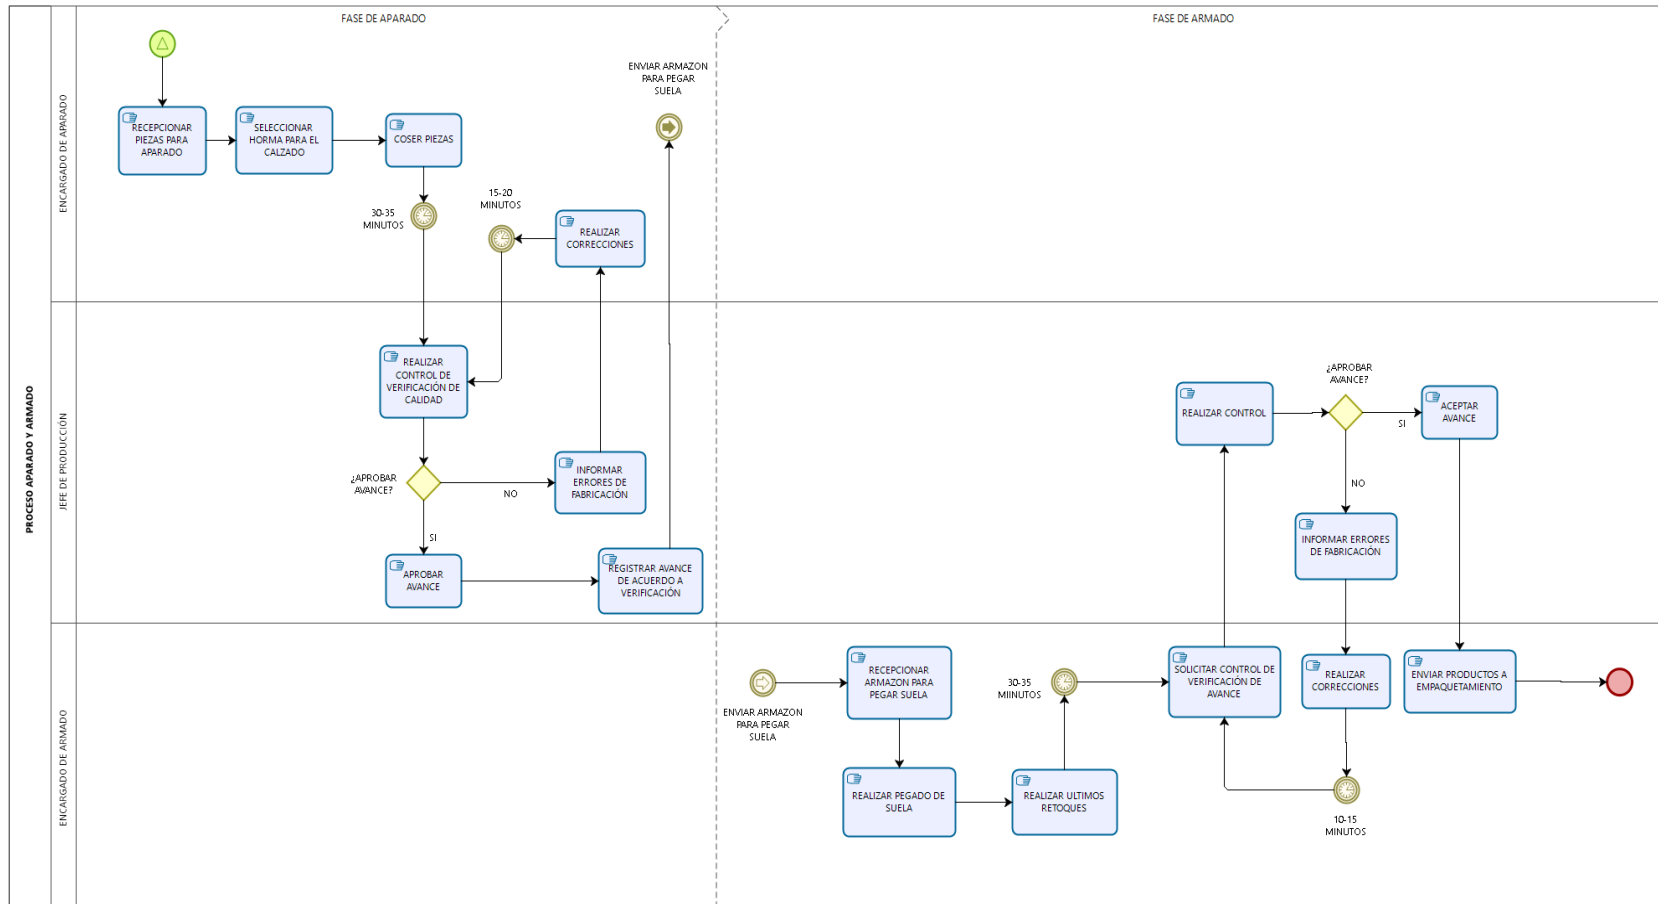 FASE DE APARADO
FASE DE ARMADO
PROCESO APARADO Y ARMADO
ENCARGADO DE APARADO
ENVIAR ARMAZON
PARA PEGAR
SUELA
RECEPCIONAR
PIEZAS PARA
APARADO
SELECCIONAR
HORMA PARA EL
CALZADO
COSER PIEZAS
30-35
MINUTOS
15-20
MINUTOS
REALIZAR
CORRECCIONES
JEFE DE PRODUCCIÓN
REALIZAR
CONTROL DE
VERIFICACIÓN DE
CALIDAD
¿APROBAR
AVANCE?
NO
INFORMAR
ERRORES DE
FABRICACIÓN
SI
APROBAR
AVANCE
REGISTRAR AVANCE
DE ACUERDO A
VERIFICACIÓN
REALIZAR CONTROL
¿APROBAR
AVANCE?
SI
ACEPTAR
AVANCE
NO
INFORMAR ERRORES
DE FABRICACIÓN
ENCARGADO DE ARMADO
ENVIAR ARMAZON
PARA PEGAR
SUELA
RECEPCIONAR
ARMAZON PARA
PEGAR SUELA
REALIZAR PEGADO DE
SUELA
REALIZAR ULTIMOS
RETOQUES
30-35
MIINUTOS
SOLICITAR CONTROL DE
VERIFICACIÓN DE
AVANCE
REALIZAR
CORRECCIONES
10-15
MINUTOS
ENVIAR PRODUCTOS A
EMPAQUETAMIENTO